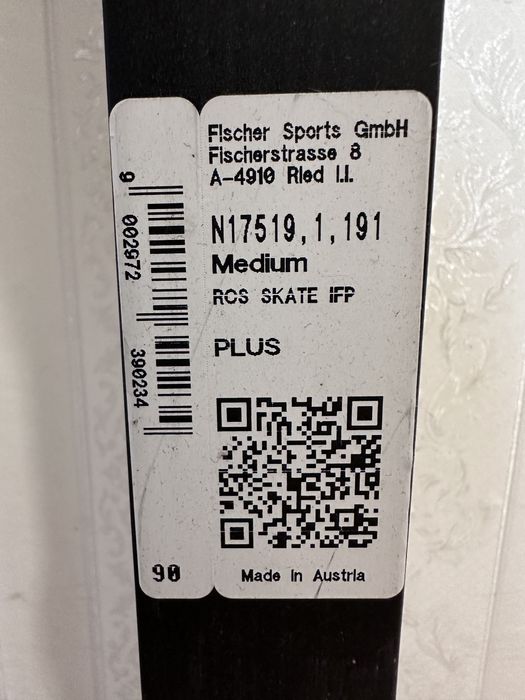 Fischer Sports GmbH
Fischerstrasse 8
A-4910 Ried I.I.
N17519,1,191
Medium
RCS SKATE IFP
PLUS
Made in Austria
9 002972 390234
90